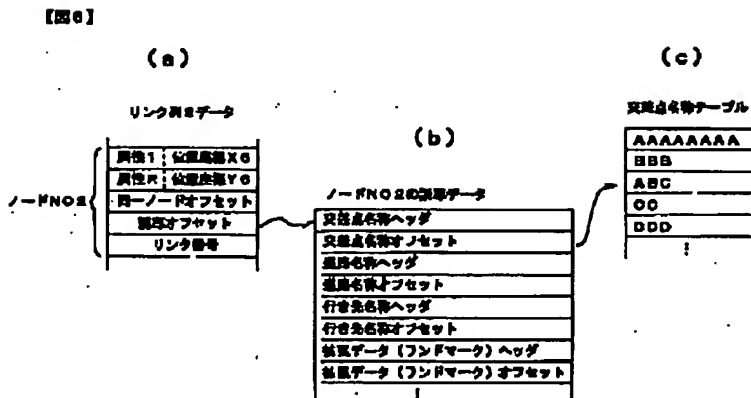 【図6】
(a)
リンク列2データ
属性1 位置座標X6
属性R 位置座標Y6
同一ノードオフセット
誘導オフセット
リンク番号
ノードNO2
(b)
ノードNO2の誘導データ
交差点名称ヘッダ
交差点名称オフセット
道路名称ヘッダ
道路名称オフセット
行き先名称ヘッダ
行き先名称オフセット
拡張データ(ランドマーク)ヘッダ
拡張データ(ランドマーク)オフセット
(c)
交差点名称テーブル
AAAAAAAA
BBB
ABC
CC
DDD